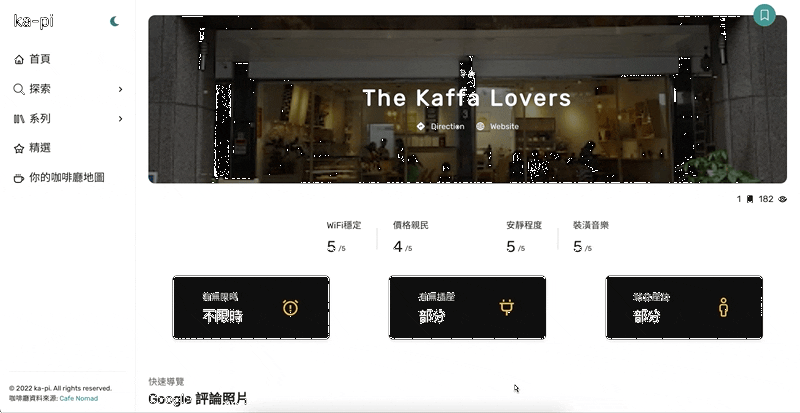 ka-pi
首頁
探索
系列
精選
你的咖啡廳地圖
© 2022 ka-pi. All rights reserved.
咖啡廳資料來源: Cafe Nomad
The Kaffa Lovers
Direction Website
1 182
WiFi穩定 價格親民 安靜程度 裝潢音樂
5 /5 4 /5 5 /5 5 /5
不限時 部分 部分
快速導覽
Google 評論照片